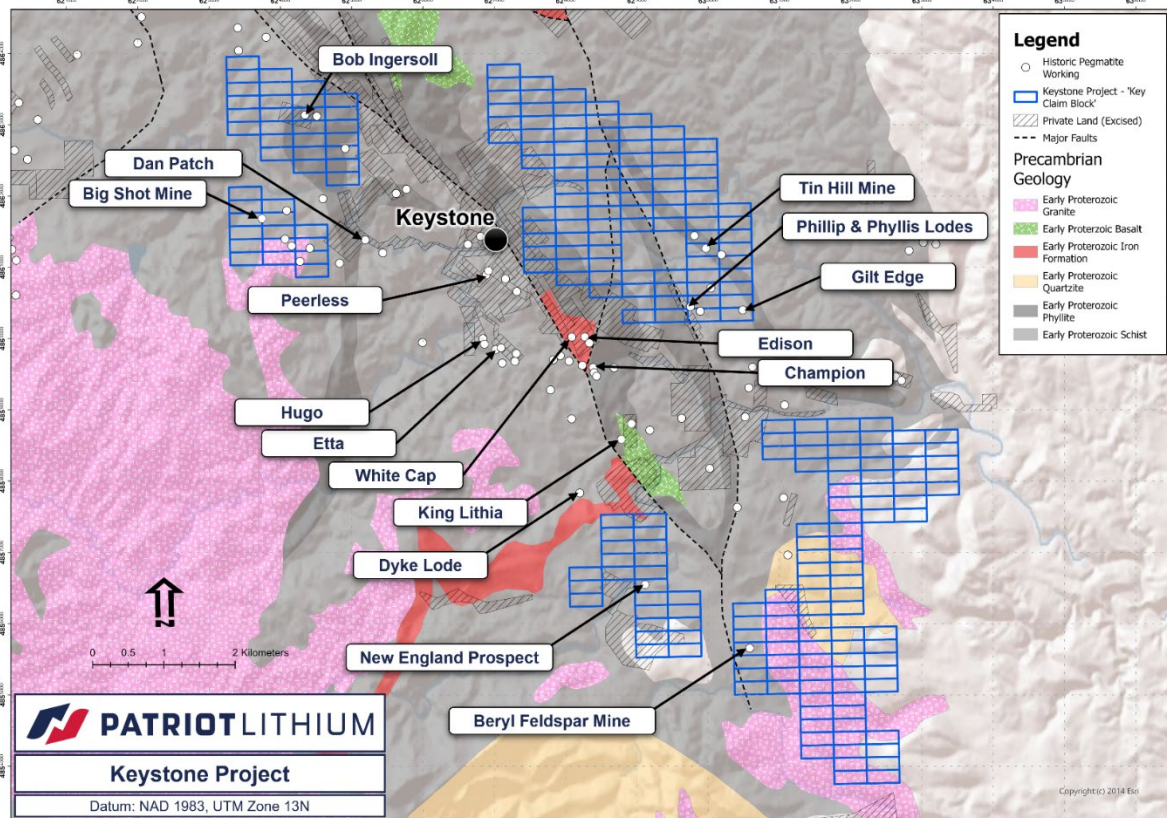 Bob Ingersoll
Dan Patch
Big Shot Mine
Keystone
Tin Hill Mine
Phillip & Phyllis Lodes
Gilt Edge
Peerless
Edison
Champion
Hugo
Etta
White Cap
King Lithia
Dyke Lode
New England Prospect
Beryl Feldspar Mine
Legend
Historic Pegmatite
Working
Keystone Project - 'Key
Claim Block'
Private Land (Excised)
Major Faults
Precambrian
Geology
Early Proterozoic
Granite
Early Proterzoic Basalt
Early Proterozoic Iron
Formation
Early Proterozoic
Quartzite
Early Proterozoic
Phyllite
Early Proterozoic Schist
N
0 0.5 1 2 Kilometers
PATRIOT LITHIUM
Keystone Project
Datum: NAD 1983, UTM Zone 13N
Copyright:(c) 2014 Esri